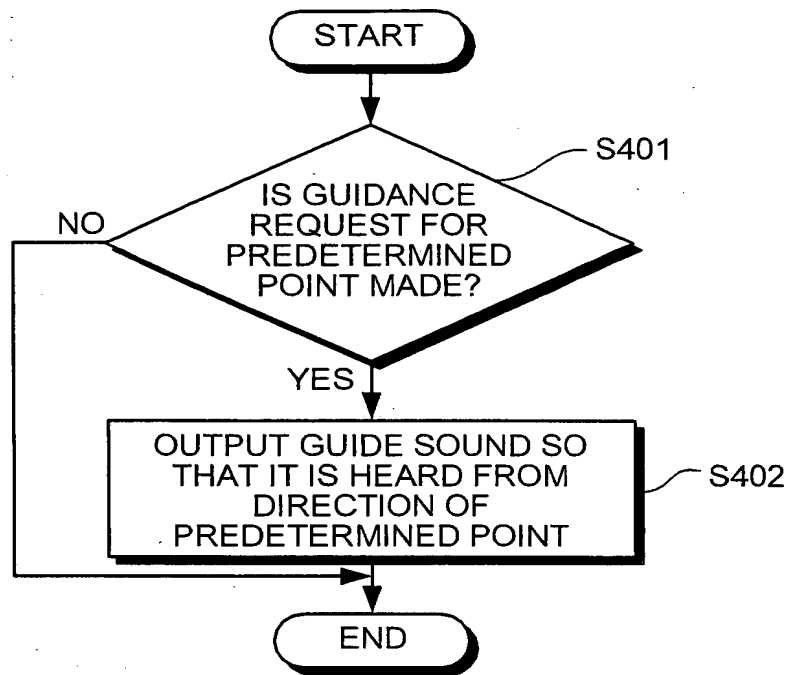 START
S401
IS GUIDANCE
REQUEST FOR
PREDETERMINED
POINT MADE?
NO
YES
OUTPUT GUIDE SOUND SO
THAT IT IS HEARD FROM
DIRECTION OF
PREDETERMINED POINT
S402
END